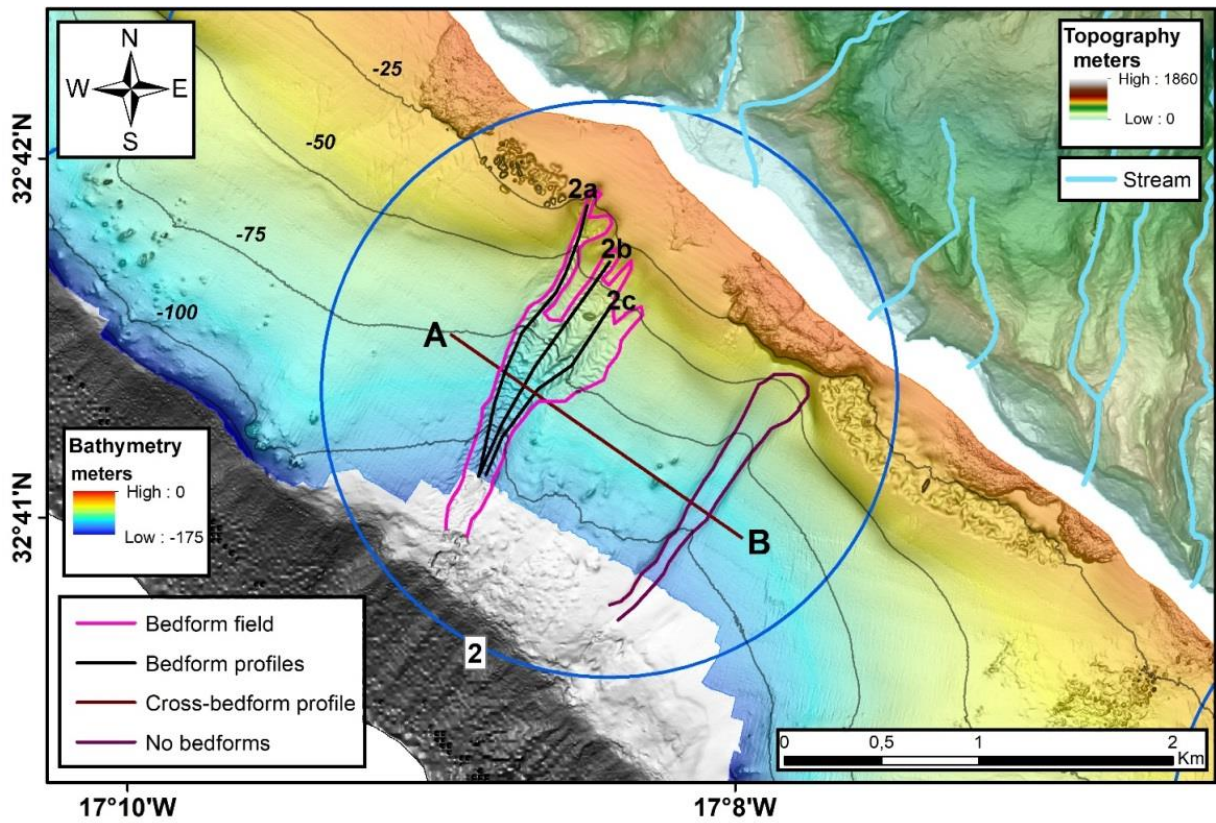 N
W E
S
Topography
meters
High : 1860
Low : 0
Stream
-25
-50
-75
-100
2a
2b
2c
A
B
2
32°42'N
32°41'N
Bathymetry
meters
High : 0
Low : -175
Bedform field
Bedform profiles
Cross-bedform profile
No bedforms
0 0,5 1 2
Km
17°10'W 17°8'W